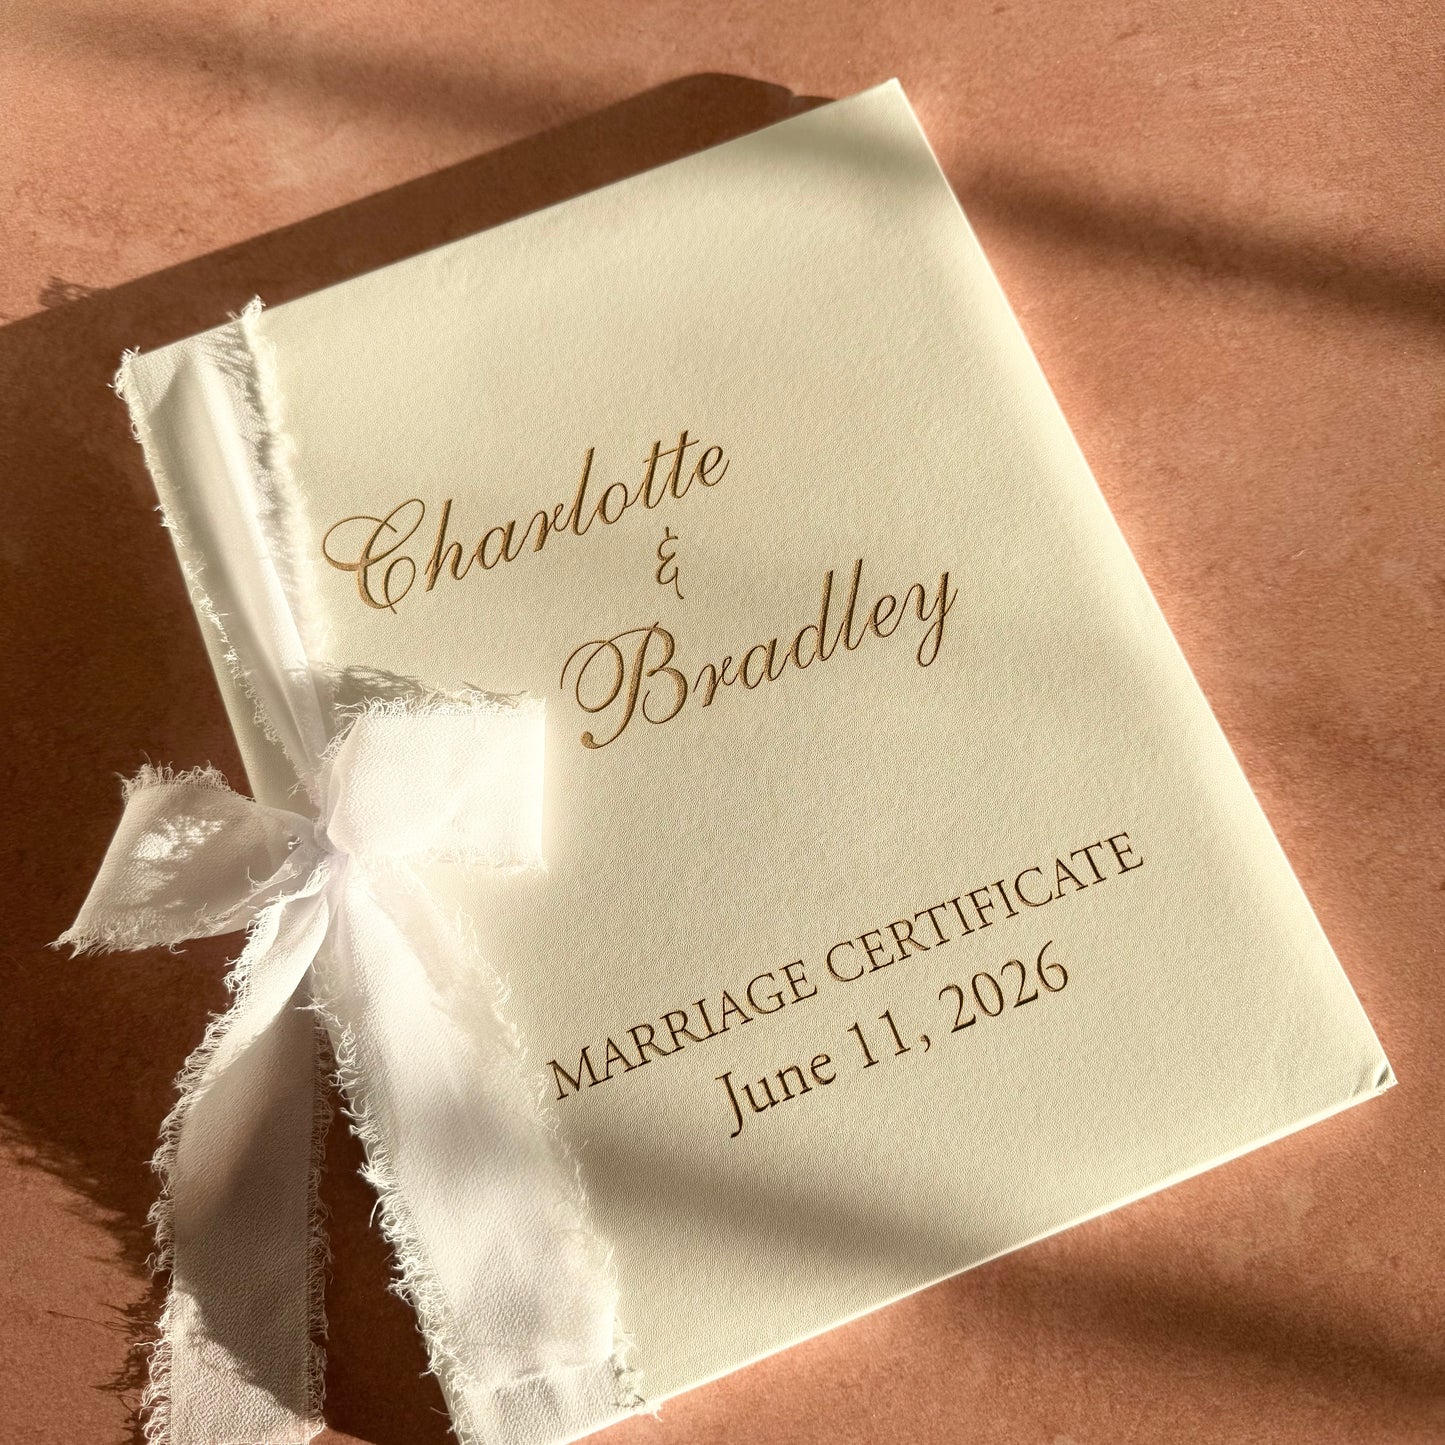 Charlotte
&
Bradley
MARRIAGE CERTIFICATE
June 11, 2026